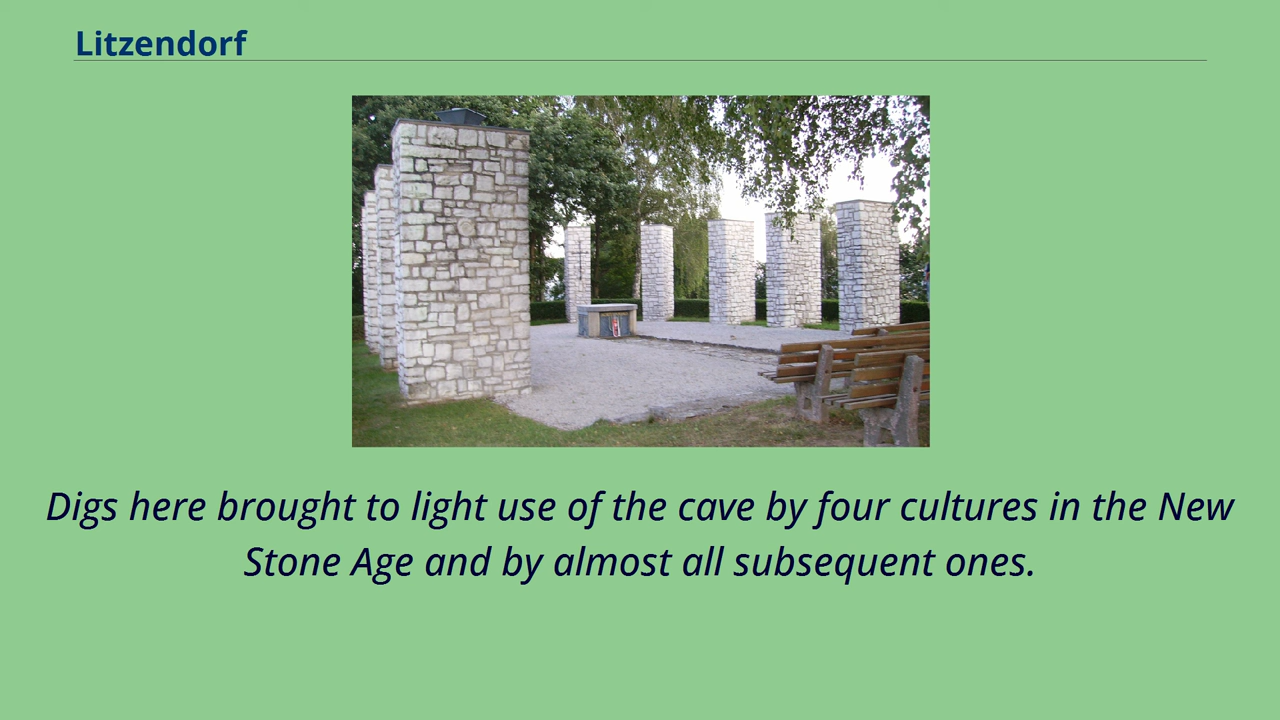 Litzendorf
Digs here brought to light use of the cave by four cultures in the New
Stone Age and by almost all subsequent ones.